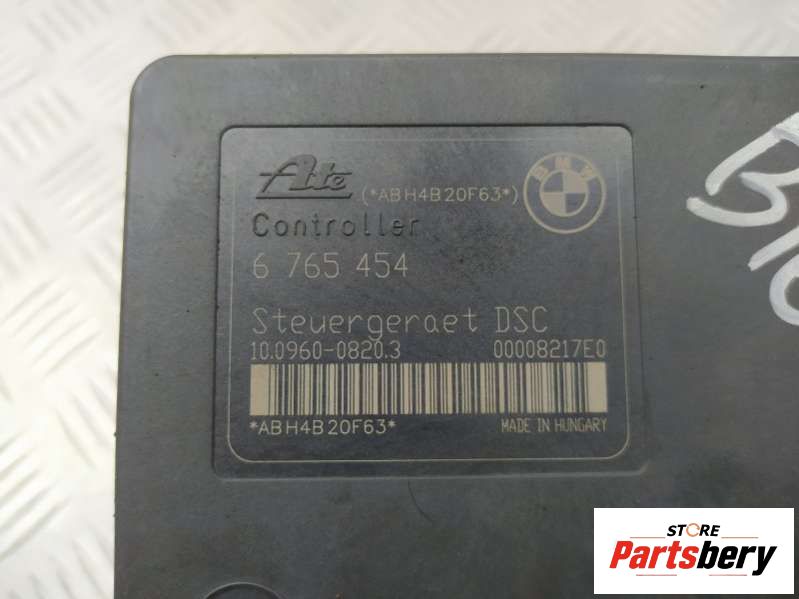 Ate (*ABH4B20F63*) BMW
Controller
6 765 454
Steuergeraet DSC
10.0960-0820.3 00008217E0
*ABH4B20F63* MADE IN HUNGARY
STORE
Partsbery